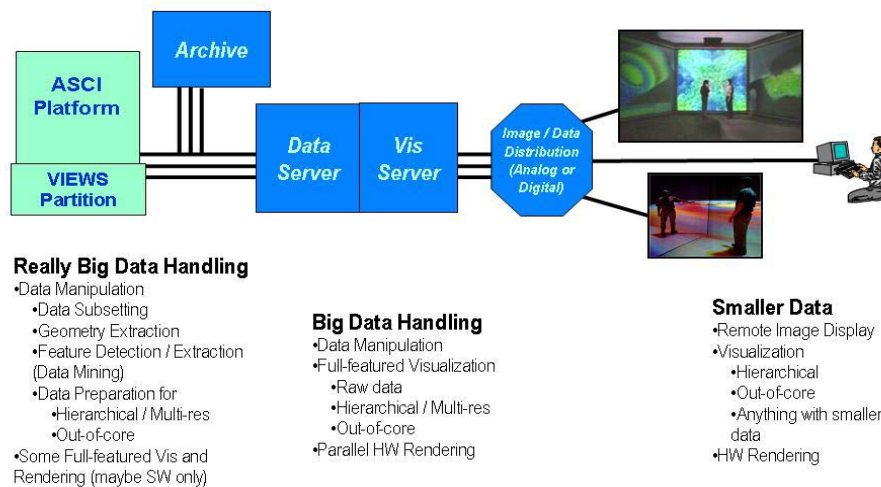 Archive
ASCI
Platform
VIEWS
Partition
Data
Server
Vis
Server
Image / Data
Distribution
(Analog or
Digital)
Really Big Data Handling
•Data Manipulation
•Data Subsetting
•Geometry Extraction
•Feature Detection / Extraction
(Data Mining)
•Data Preparation for
•Hierarchical / Multi-res
•Out-of-core
•Some Full-featured Vis and
Rendering (maybe SW only)
Big Data Handling
•Data Manipulation
•Full-featured Visualization
•Raw data
•Hierarchical / Multi-res
•Out-of-core
•Parallel HW Rendering
Smaller Data
•Remote Image Display
•Visualization
•Hierarchical
•Out-of-core
•Anything with smaller
data
•HW Rendering